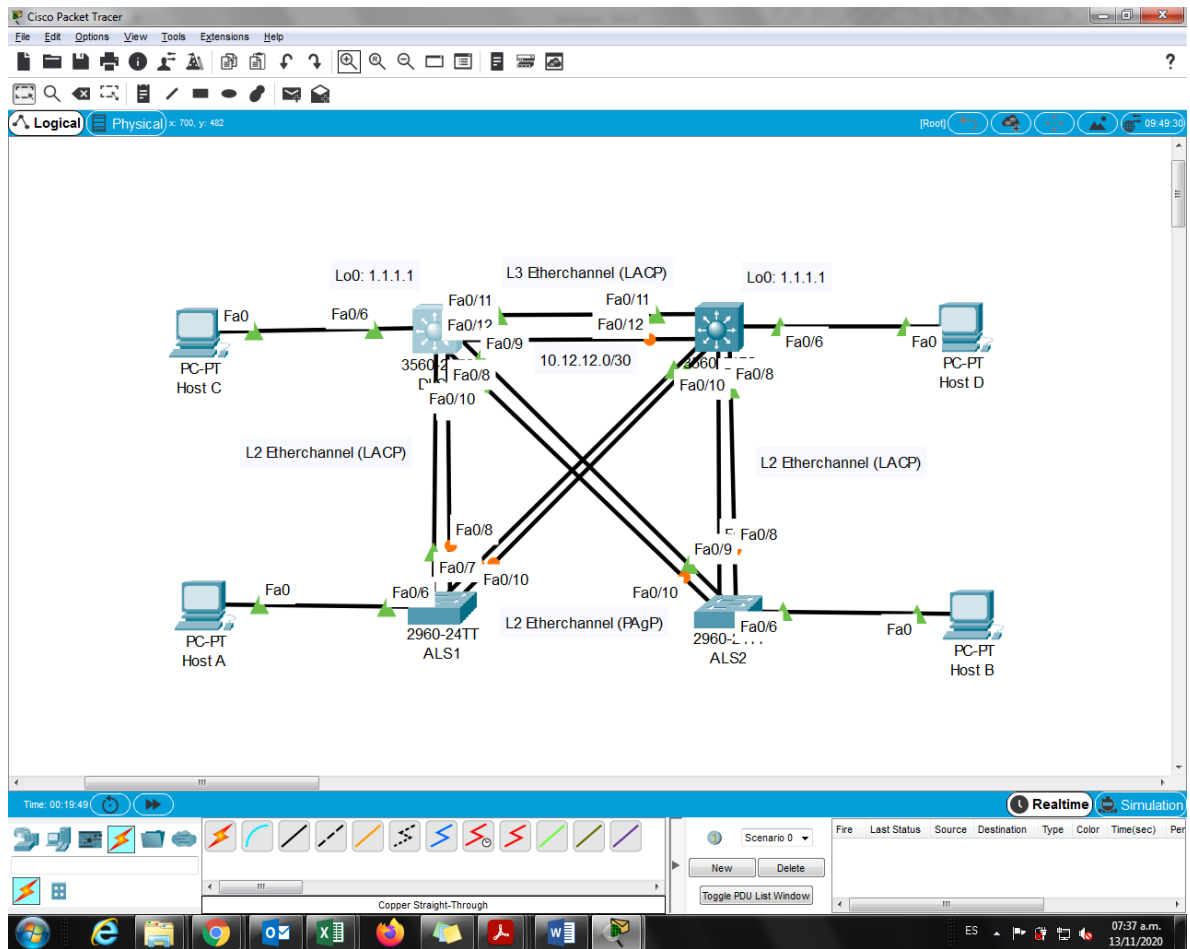 Cisco Packet Tracer
File Edit Options View Tools Extensions Help
?
Logical
Physical
x: 700, y: 482
[Root]
09:49:30
Lo0: 1.1.1.1
L3 Etherchannel (LACP)
Lo0: 1.1.1.1
Fa0
Fa0/6
Fa0/11
Fa0/11
Fa0/12
Fa0/12
Fa0/9
Fa0/6
Fa0
PC-PT
Host C
10.12.12.0/30
PC-PT
Host D
3560-2
Fa0/8
Fa0/10
3560
Fa0/8
Fa0/10
L2 Etherchannel (LACP)
L2 Etherchannel (LACP)
Fa0/8
Fa0/7
Fa0/10
Fa0/8
Fa0/9
Fa0/10
Fa0
Fa0/6
PC-PT
Host A
2960-24TT
ALS1
L2 Etherchannel (PAgP)
2960-2
ALS2
Fa0/6
Fa0
PC-PT
Host B
Time: 00:19:49
Realtime
Simulation
Scenario 0
New
Delete
Toggle PDU List Window
Fire Last Status Source Destination Type Color Time(sec) Per
Copper Straight-Through
ES
07:37 a.m.
13/11/2020